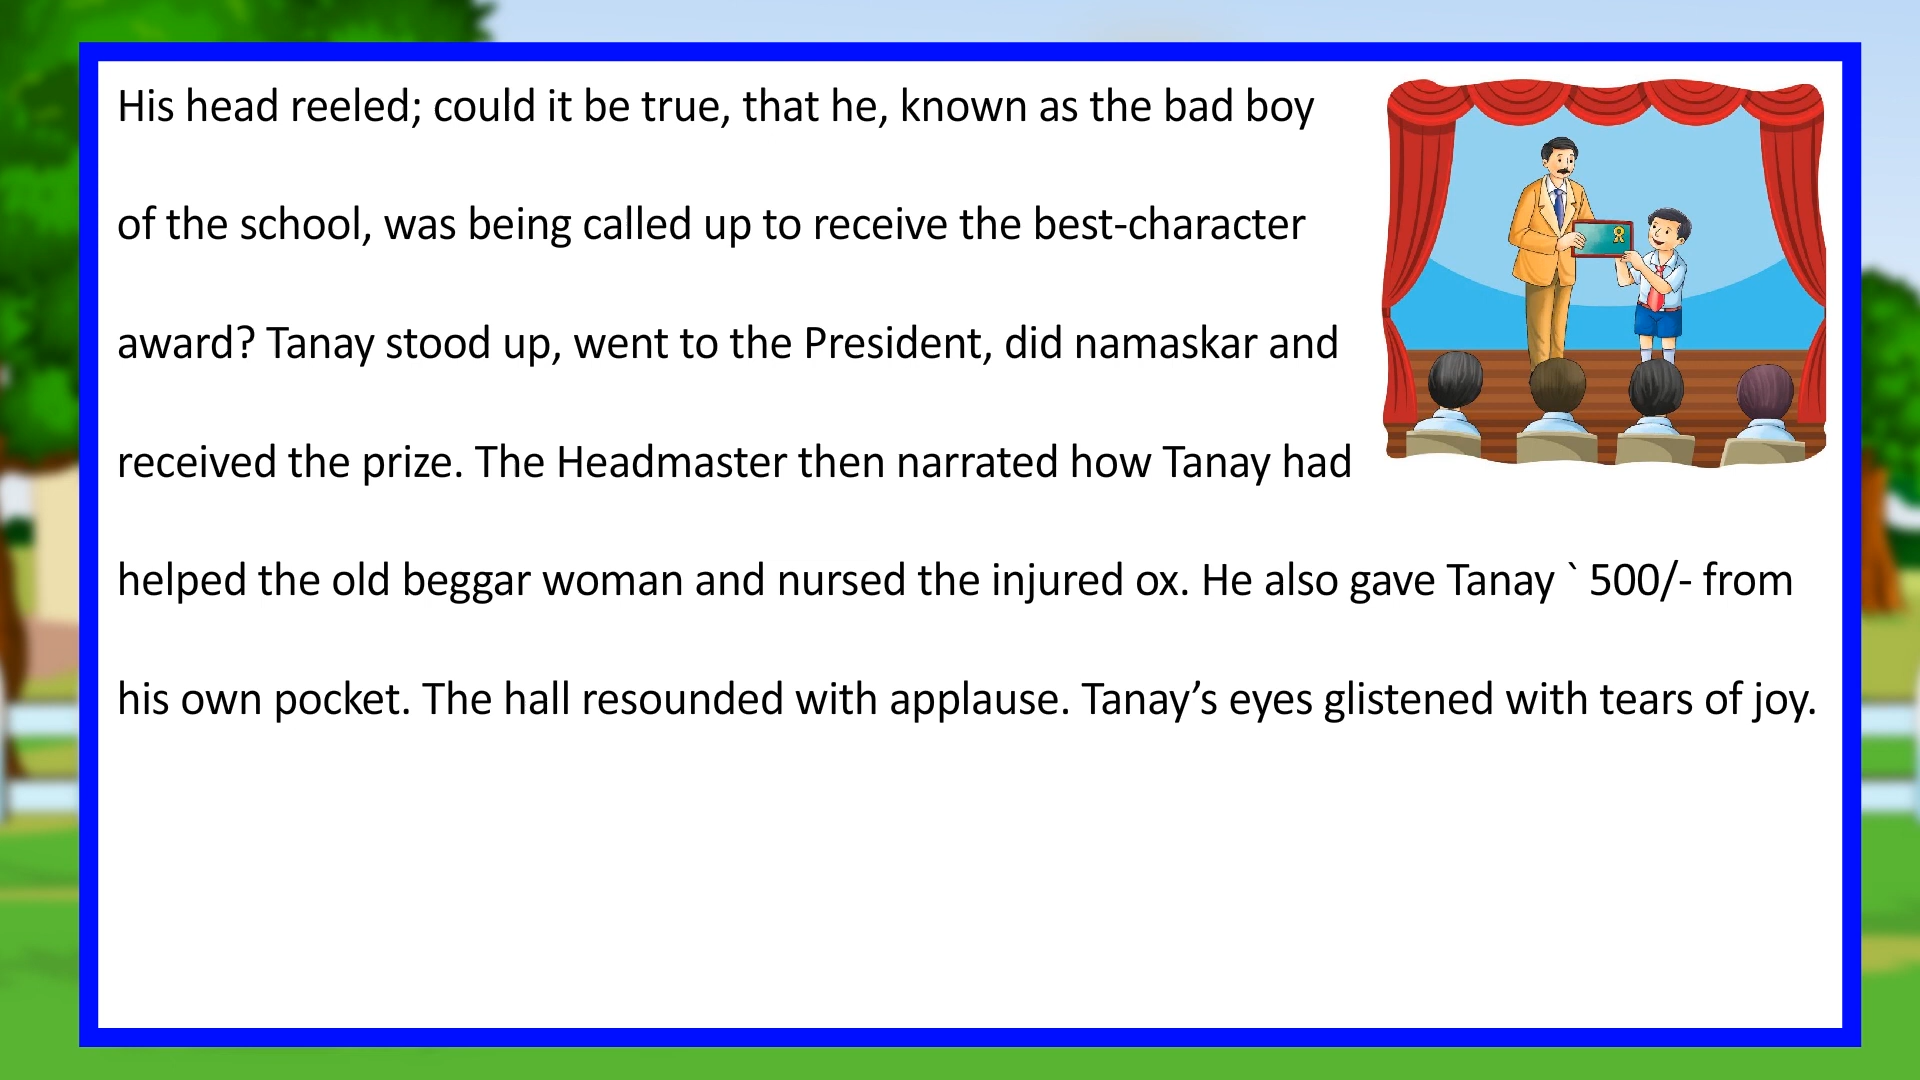 His head reeled; could it be true, that he, known as the bad boy
of the school, was being called up to receive the best-character
award? Tanay stood up, went to the President, did namaskar and
received the prize. The Headmaster then narrated how Tanay had
helped the old beggar woman and nursed the injured ox. He also gave Tanay ` 500/- from
his own pocket. The hall resounded with applause. Tanay’s eyes glistened with tears of joy.